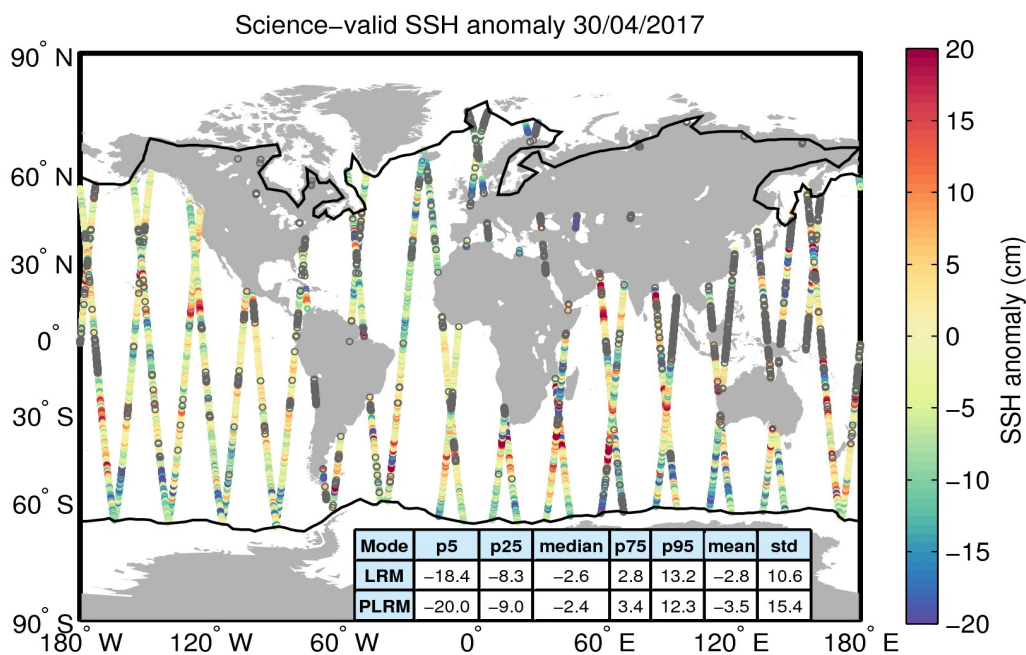 Science−valid SSH anomaly 30/04/2017
90° N
60° N
30° N
0°
30° S
60° S
90° S
180° W
120° W
60° W
0°
60° E
120° E
180° E
Mode p5 p25 median p75 p95 mean std
LRM −18.4 −8.3 −2.6 2.8 13.2 −2.8 10.6
PLRM −20.0 −9.0 −2.4 3.4 12.3 −3.5 15.4
20
15
10
5
0
−5
−10
−15
−20
SSH anomaly (cm)